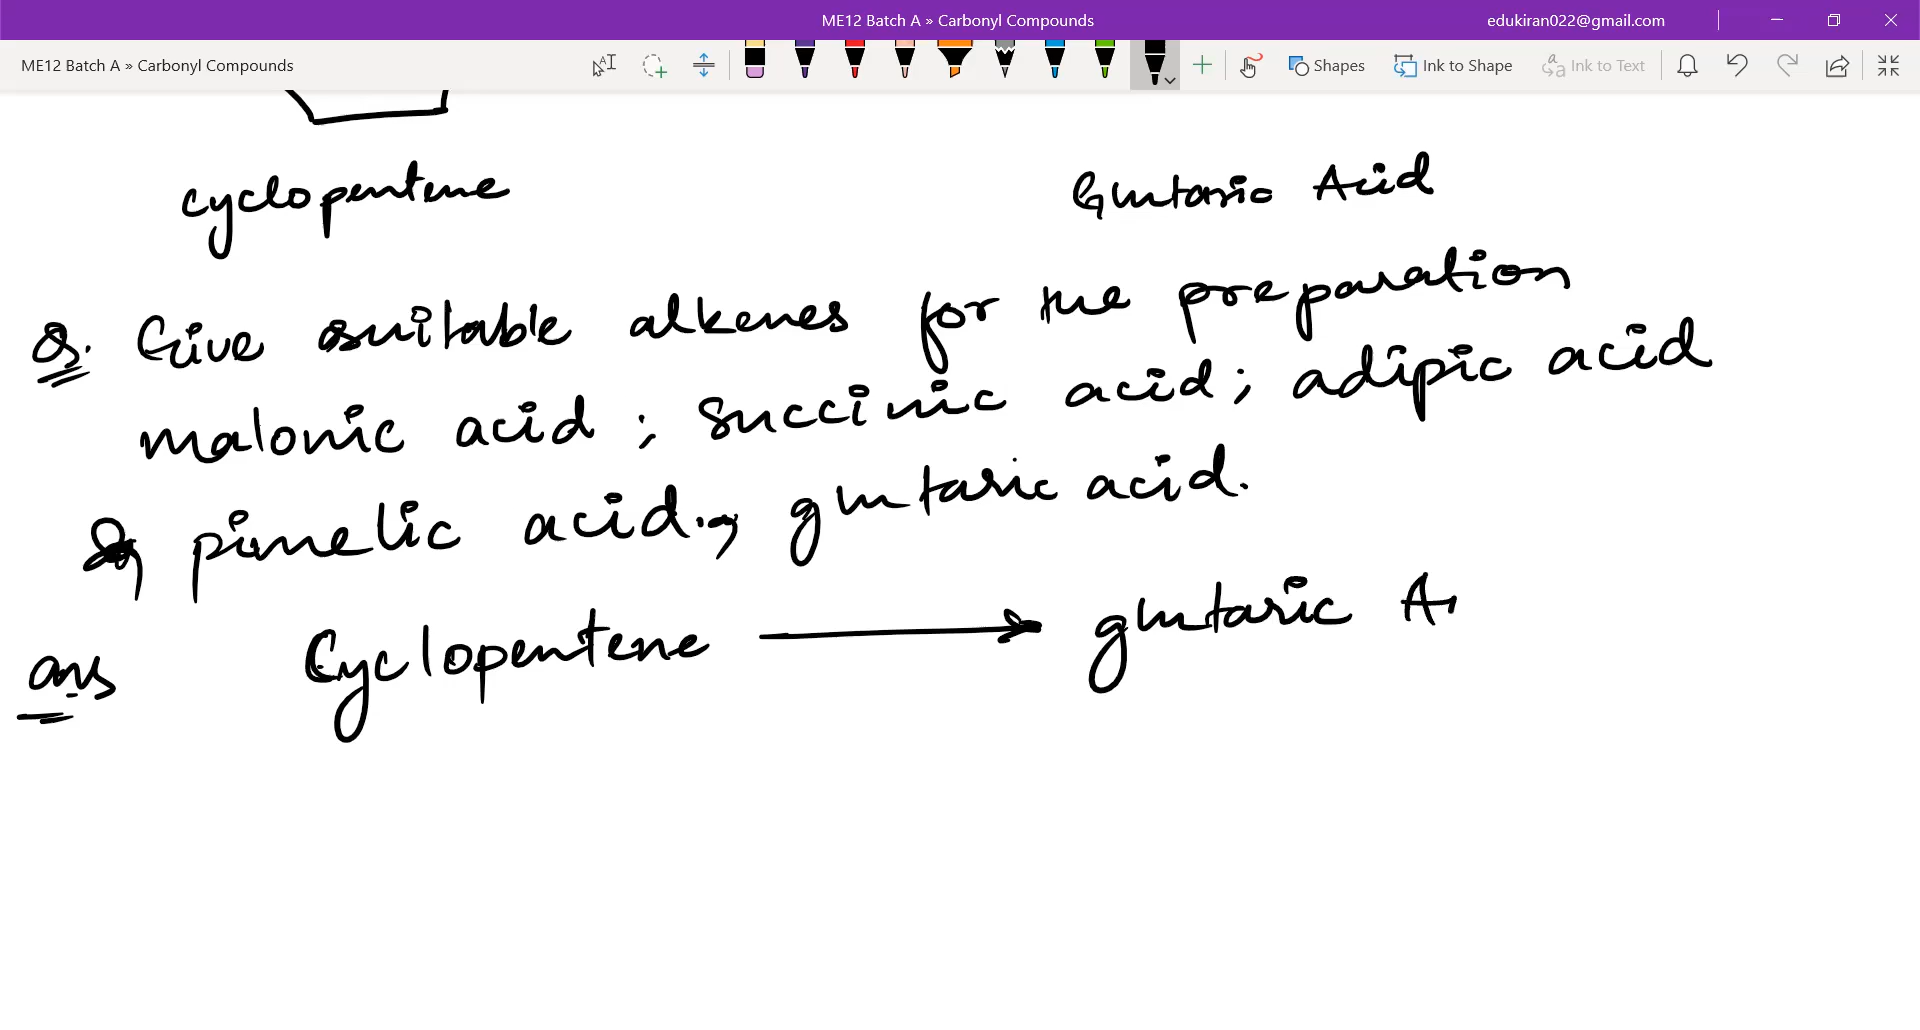 ME12 Batch A » Carbonyl Compounds
edukiran022@gmail.com
ME12 Batch A » Carbonyl Compounds
Shapes
Ink to Shape
Ink to Text
cyclopentene
Glutaric Acid
Q. Give suitable alkenes for the preparation
malonic acid ; succinic acid ; adipic acid
& pimelic acid , glutaric acid.
ans Cyclopentene → glutaric A